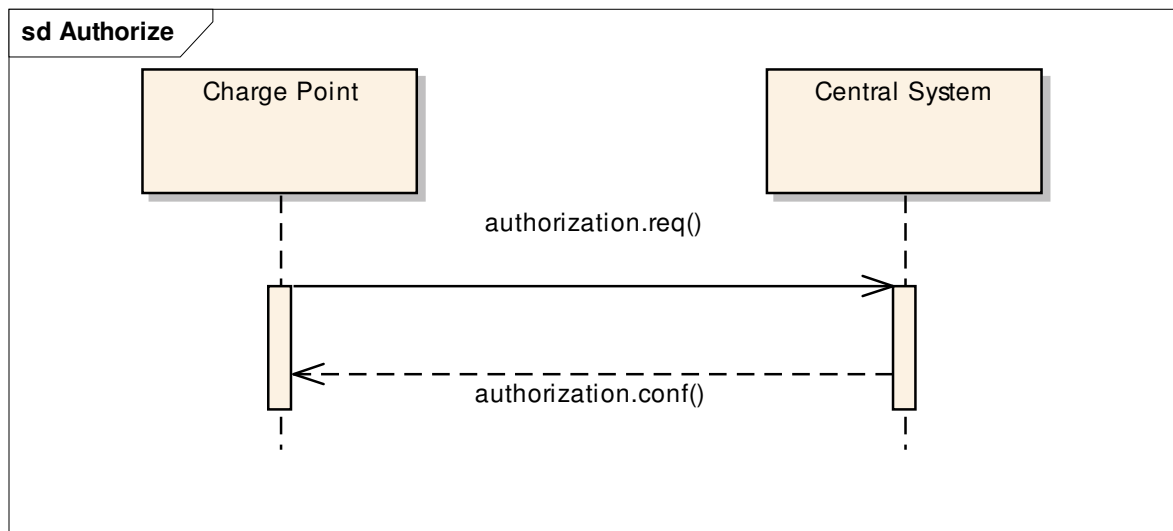 sd Authorize
Charge Point
Central System
authorization.req()
authorization.conf()